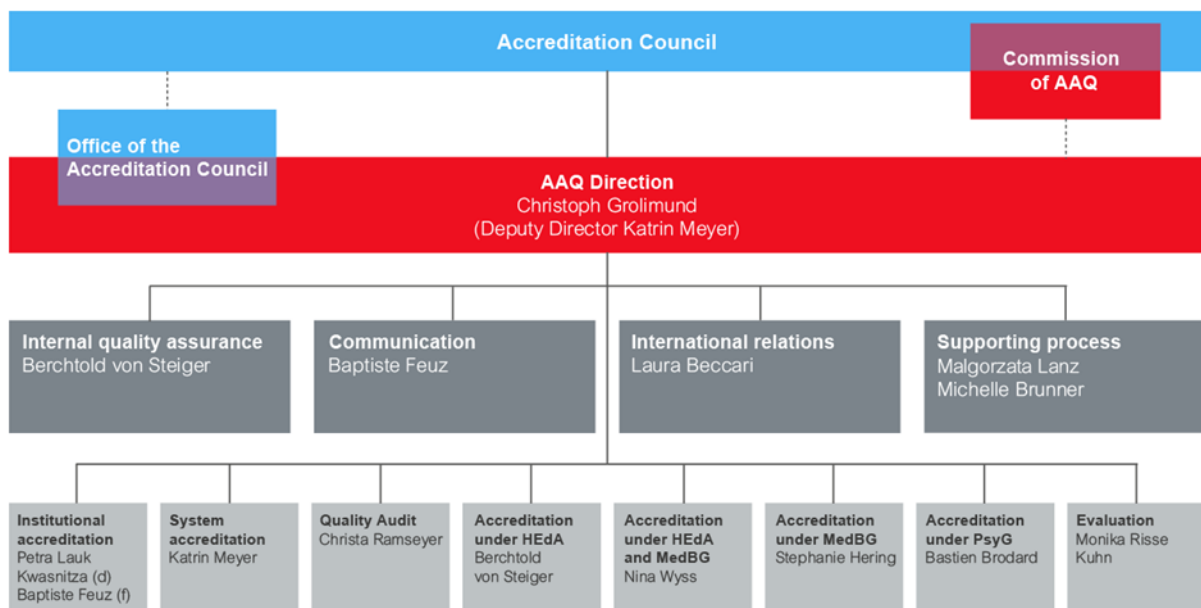 Accreditation Council
Commission
of AAQ
Office of the
Accreditation Council
AAQ Direction
Christoph Grolimund
(Deputy Director Katrin Meyer)
Internal quality assurance
Berchtold von Steiger
Communication
Baptiste Feuz
International relations
Laura Beccari
Supporting process
Malgorzata Lanz
Michelle Brunner
Institutional
accreditation
Petra Lauk
Kwasnitza (d)
Baptiste Feuz (f)
System
accreditation
Katrin Meyer
Quality Audit
Christa Ramseyer
Accreditation
under HEdA
Berchtold
von Steiger
Accreditation
under HEdA
and MedBG
Nina Wyss
Accreditation
under MedBG
Stephanie Hering
Accreditation
under PsyG
Bastien Brodard
Evaluation
Monika Risse
Kuhn